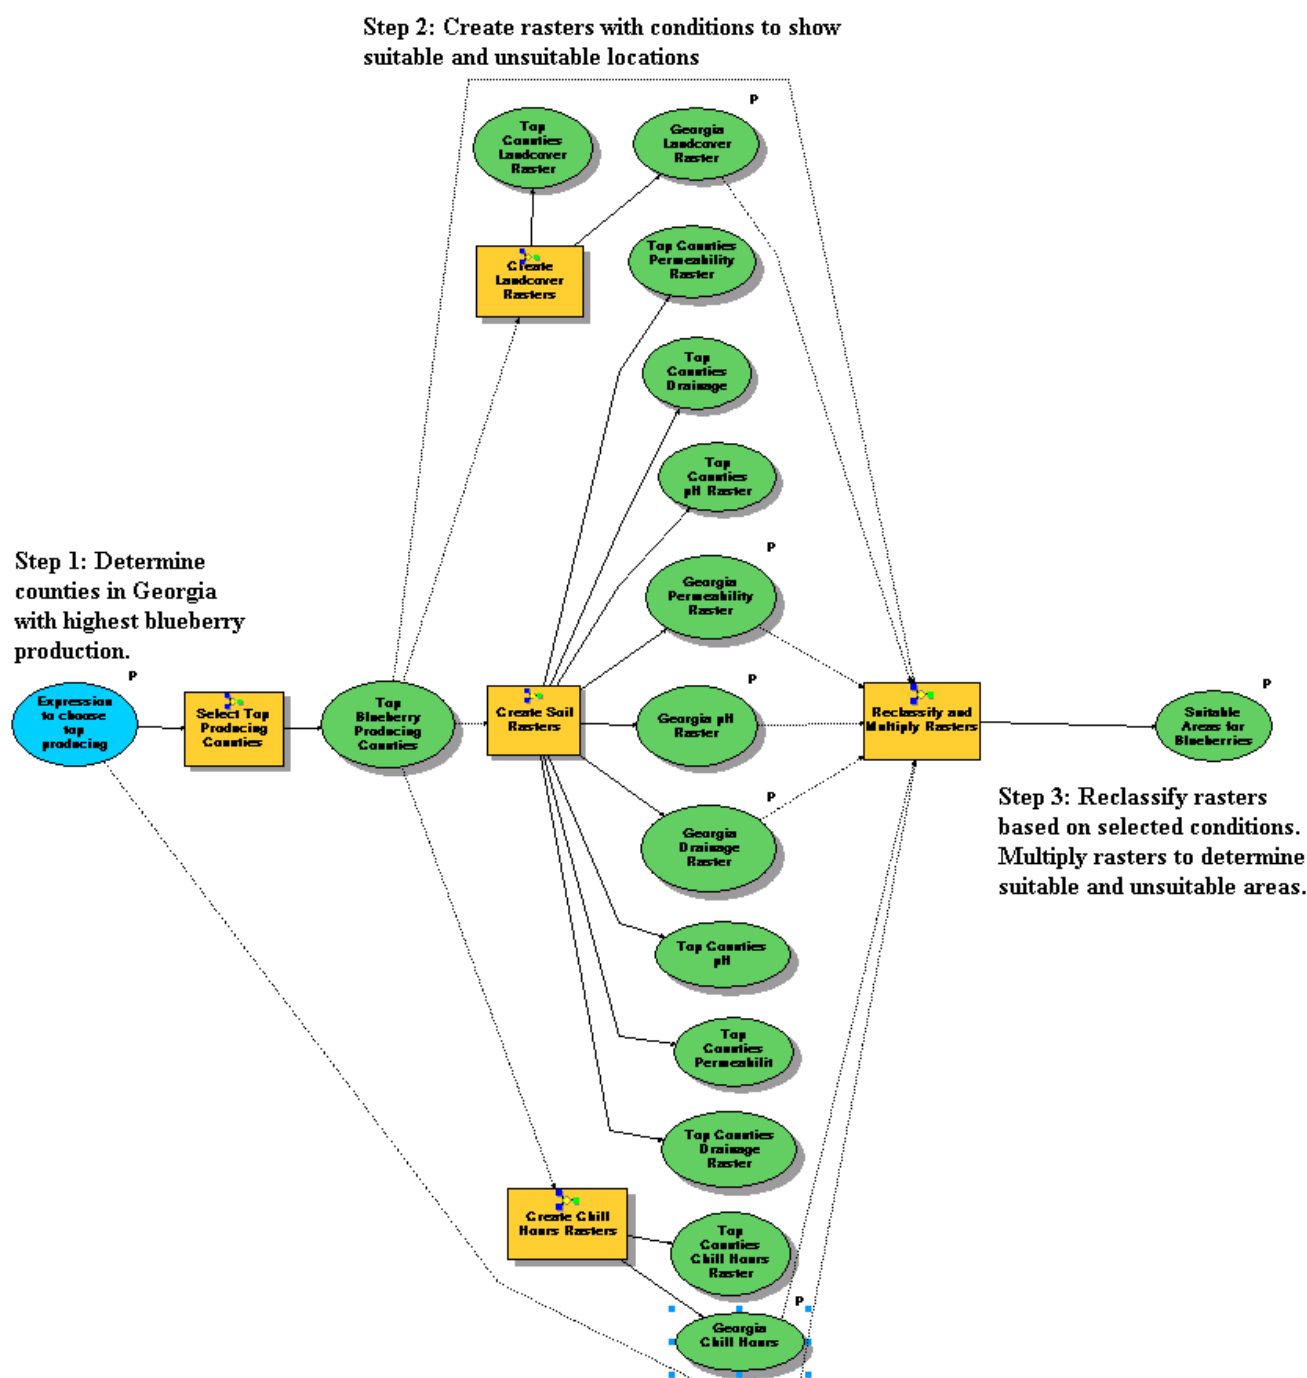 Step 2: Create rasters with conditions to show
suitable and unsuitable locations
P
Top
Counties
Landcover
Raster
Georgia
Landcover
Raster
Create
Landcover
Rasters
Top Counties
Permeability
Raster
Top
Counties
Drainage
Top
Counties
pH Raster
Step 1: Determine
counties in Georgia
with highest blueberry
production.
P
Georgia
Permeability
Raster
P
Expression
to choose
top
producing
Select Top
Producing
Counties
Top
Blueberry
Producing
Counties
Create Soil
Rasters
P
Georgia pH
Raster
Reclassify and
Multiply Rasters
P
Suitable
Areas for
Blueberries
Step 3: Reclassify rasters
based on selected conditions.
Multiply rasters to determine
suitable and unsuitable areas.
P
Georgia
Drainage
Raster
Top Counties
pH
Top
Counties
Permeabilit
Top Counties
Drainage
Raster
Create Chill
Hours Rasters
Top
Counties
Chill Hours
Raster
P
Georgia
Chill Hours